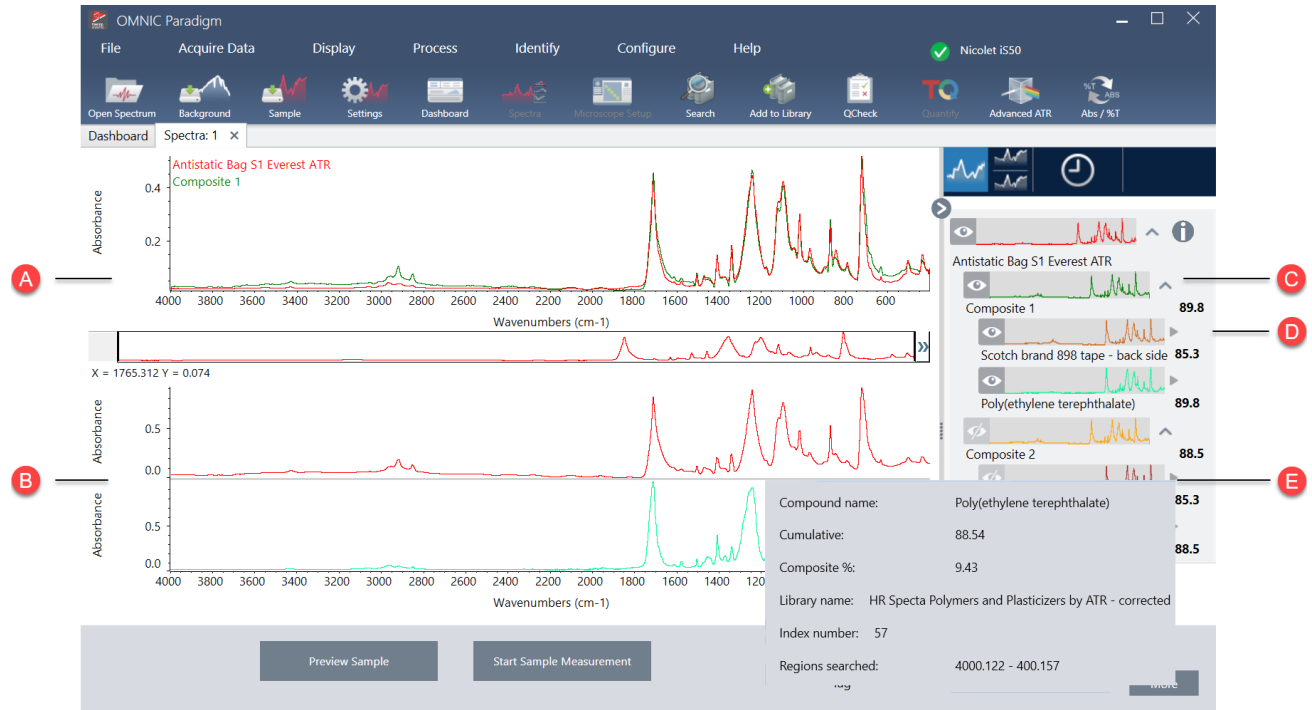 OMNIC Paradigm
File Acquire Data Display Process Identify Configure Help Nicolet iS50
%T ABS
TQ
Open Spectrum Background Sample Settings Dashboard Spectra Microscope Setup Search Add to Library QCheck Quantify Advanced ATR Abs / %T
Dashboard Spectra: 1
Antistatic Bag S1 Everest ATR
Composite 1
Absorbance
0.4
0.2
4000 3800 3600 3400 3200 3000 2800 2600 2400 2200 2000 1800 1600 1400 1200 1000 800 600
Wavenumbers (cm-1)
X = 1765.312 Y = 0.074
Absorbance
0.5
0.0
Absorbance
0.5
0.0
4000 3800 3600 3400 3200 3000 2800 2600 2400 2200 2000 1800 1600 1400 120
Wavenumbers (cm-1)
A
B
Antistatic Bag S1 Everest ATR
Composite 1 89.8
Scotch brand 898 tape - back side 85.3
Poly(ethylene terephthalate) 89.8
Composite 2 88.5
85.3
88.5
C
D
E
Compound name: Poly(ethylene terephthalate)
Cumulative: 88.54
Composite %: 9.43
Library name: HR Specta Polymers and Plasticizers by ATR - corrected
Index number: 57
Regions searched: 4000.122 - 400.157
More
Preview Sample Start Sample Measurement